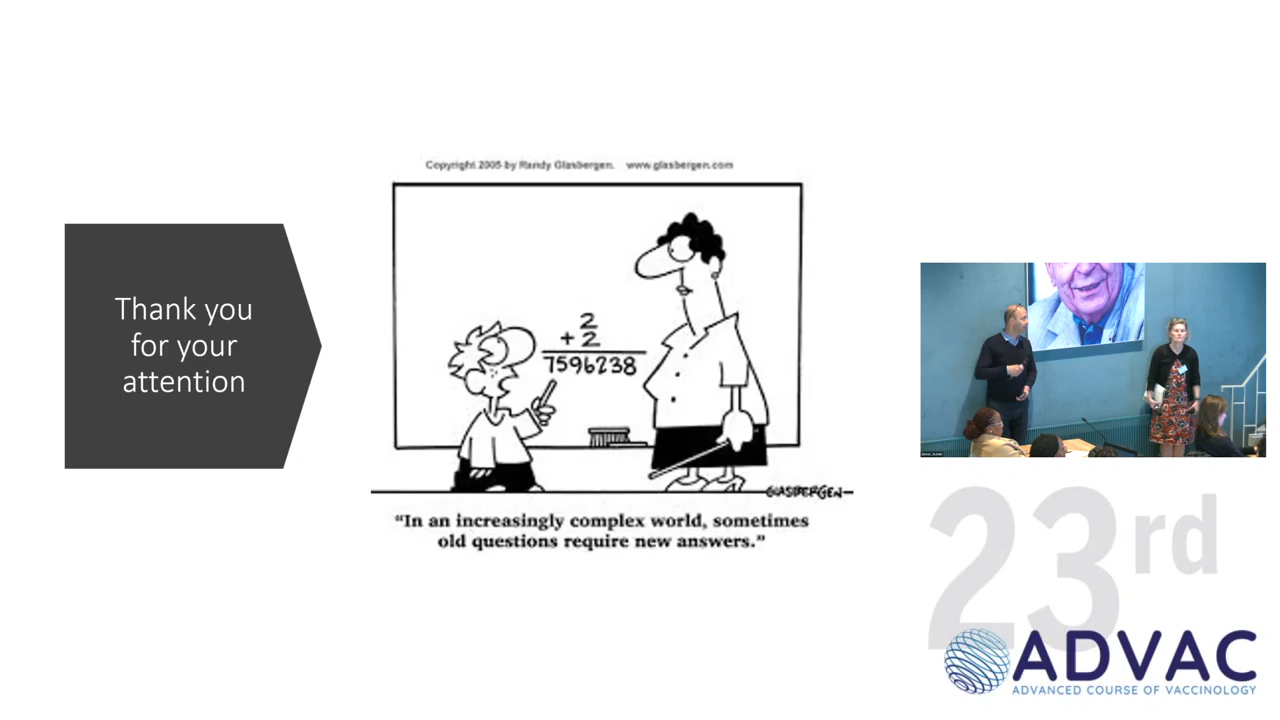 Copyright 2005 by Randy Glasbergen. www.glasbergen.com
Thank you
for your
attention
2
+ 2
7596238
GLASBERGEN
“In an increasingly complex world, sometimes
old questions require new answers.”
23rd
ADVAC
ADVANCED COURSE OF VACCINOLOGY